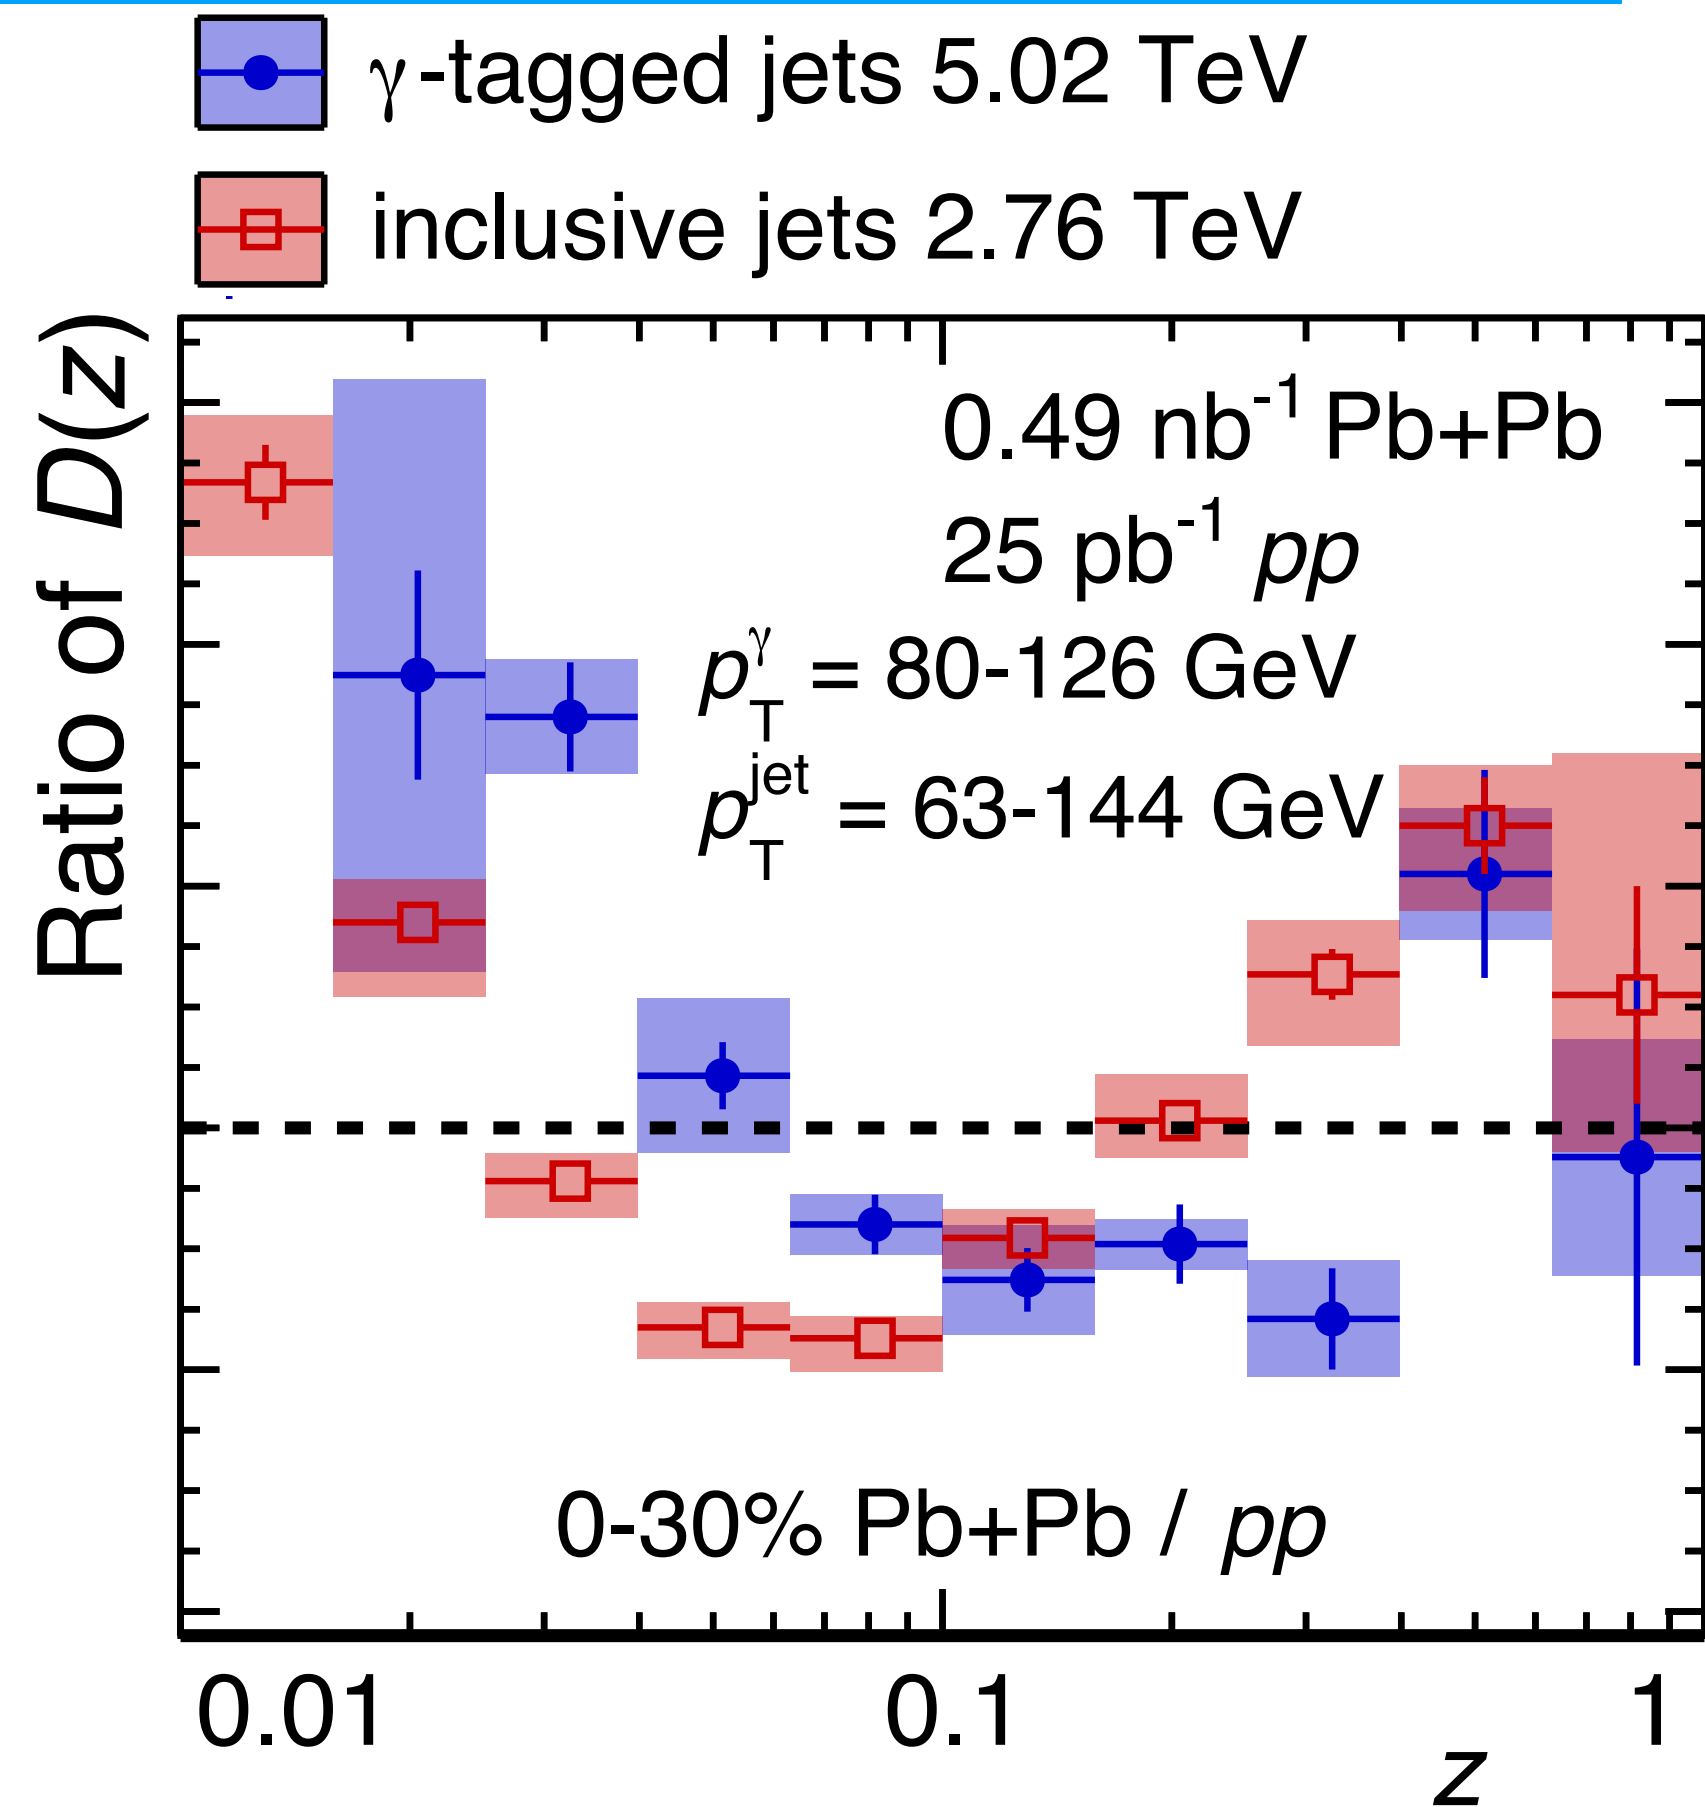 γ-tagged jets 5.02 TeV
inclusive jets 2.76 TeV
Ratio of D(z)
0.49 nb⁻¹ Pb+Pb
25 pb⁻¹ pp
p_T^γ = 80-126 GeV
p_T^jet = 63-144 GeV
0-30% Pb+Pb / pp
0.01 0.1 1
z